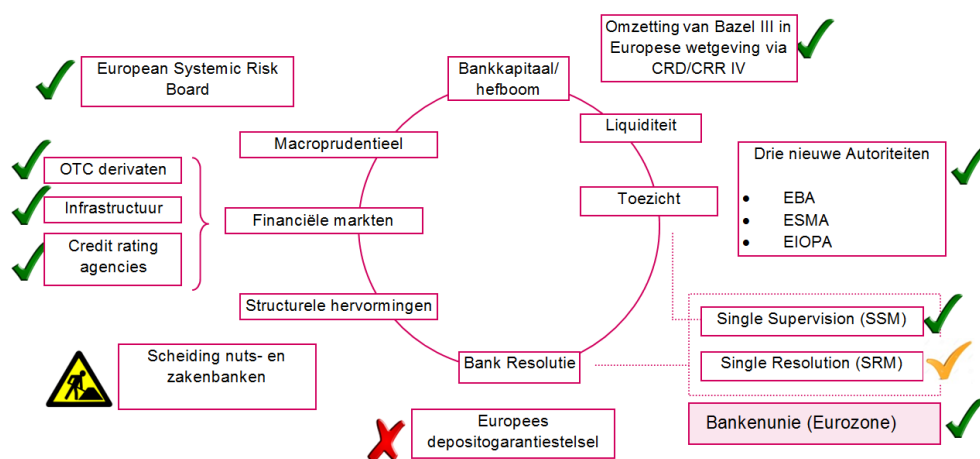 Omzetting van Bazel III in
Europese wetgeving via
CRD/CRR IV
European Systemic Risk
Board
Bankkapitaal/
hefboom
Liquiditeit
Macroprudentieel
Drie nieuwe Autoriteiten
• EBA
• ESMA
• EIOPA
OTC derivaten
Infrastructuur
Credit rating
agencies
Financiële markten
Toezicht
Structurele hervormingen
Single Supervision (SSM)
Scheiding nuts- en
zakenbanken
Bank Resolutie
Single Resolution (SRM)
Europees
depositogarantiestelsel
Bankenunie (Eurozone)